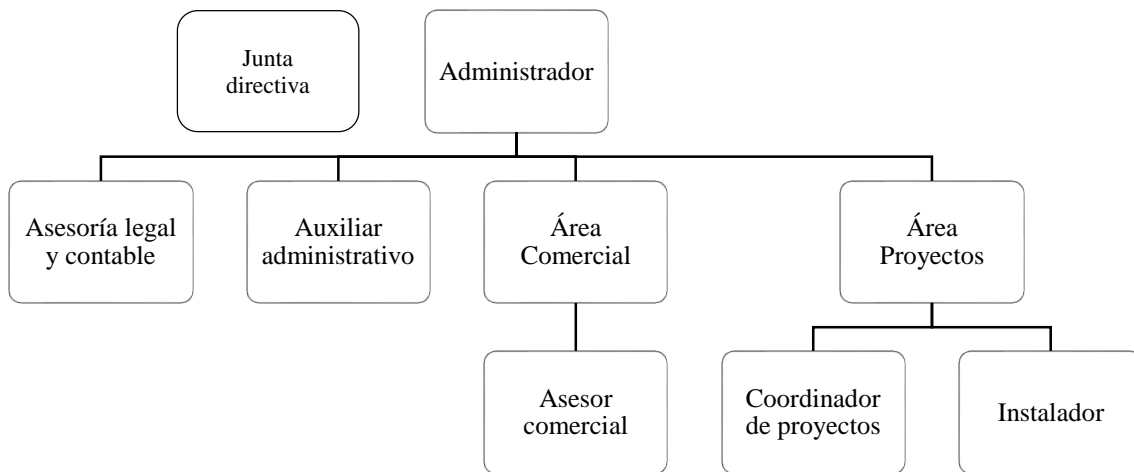 Junta
directiva
Administrador
Asesoría legal
y contable
Auxiliar
administrativo
Área
Comercial
Área
Proyectos
Asesor
comercial
Coordinador
de proyectos
Instalador